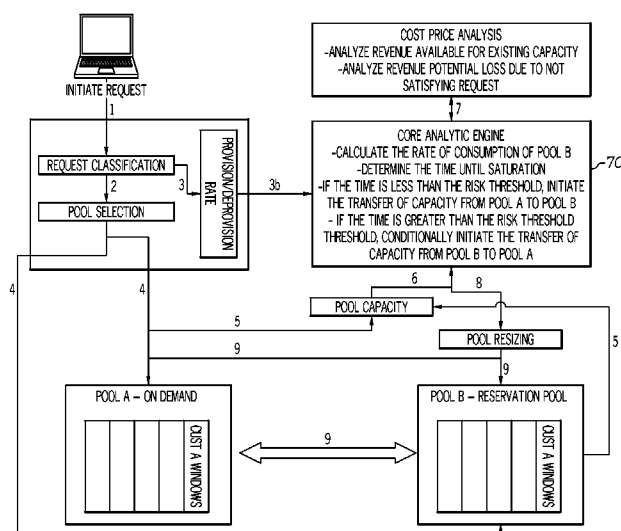 INITIATE REQUEST
1
REQUEST CLASSIFICATION
2
3
POOL SELECTION
PROVISION/DEPROVISION
RATE
3b
COST PRICE ANALYSIS
-ANALYZE REVENUE AVAILABLE FOR EXISTING CAPACITY
-ANALYZE REVENUE POTENTIAL LOSS DUE TO NOT
SATISFYING REQUEST
7
CORE ANALYTIC ENGINE
- CALCULATE THE RATE OF CONSUMPTION OF POOL B
-DETERMINE THE TIME UNTIL SATURATION
-IF THE TIME IS LESS THAN THE RISK THRESHOLD, INITIATE
THE TRANSFER OF CAPACITY FROM POOL A TO POOL B
- IF THE TIME IS GREATER THAN THE RISK THRESHOLD
THRESHOLD, CONDITIONALLY INITIATE THE TRANSFER OF
CAPACITY FROM POOL B TO POOL A
70
4
4
6
8
POOL CAPACITY
5
POOL RESIZING
5
9
9
POOL A - ON DEMAND
CUST A WINDOWS
9
POOL B - RESERVATION POOL
CUST A WINDOWS